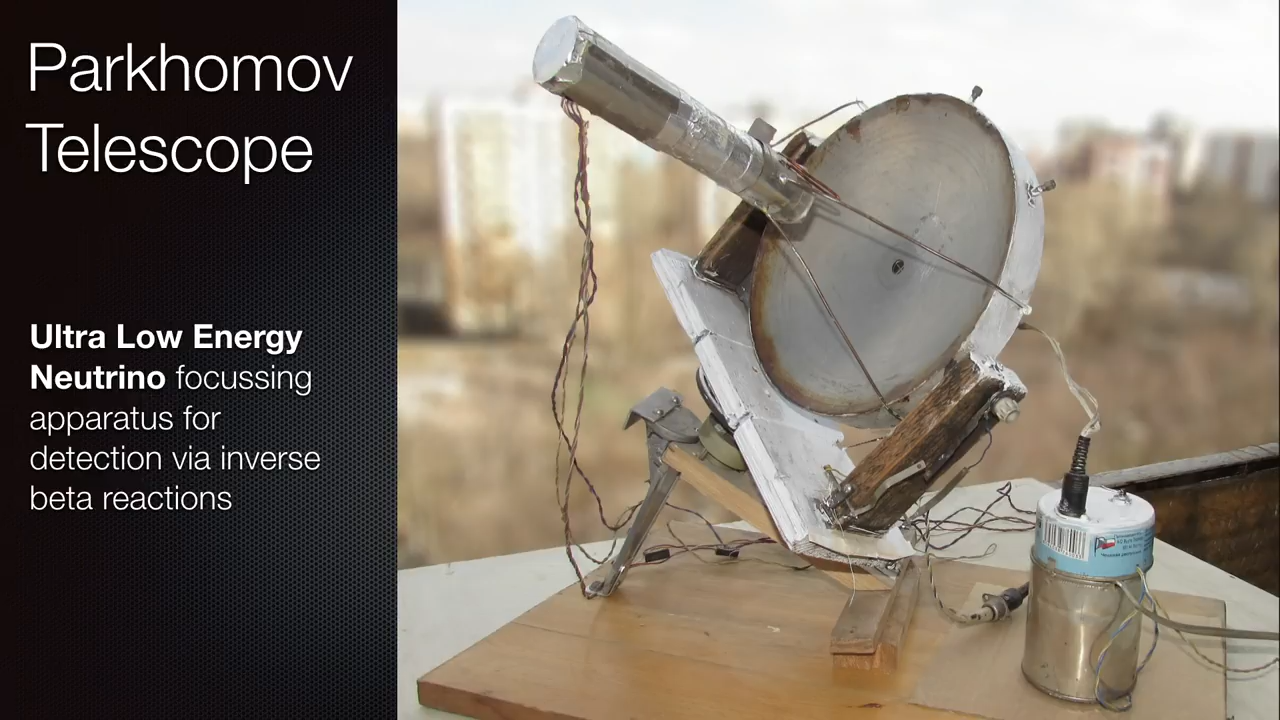 Parkhomov
Telescope
Ultra Low Energy
Neutrino focussing
apparatus for
detection via inverse
beta reactions